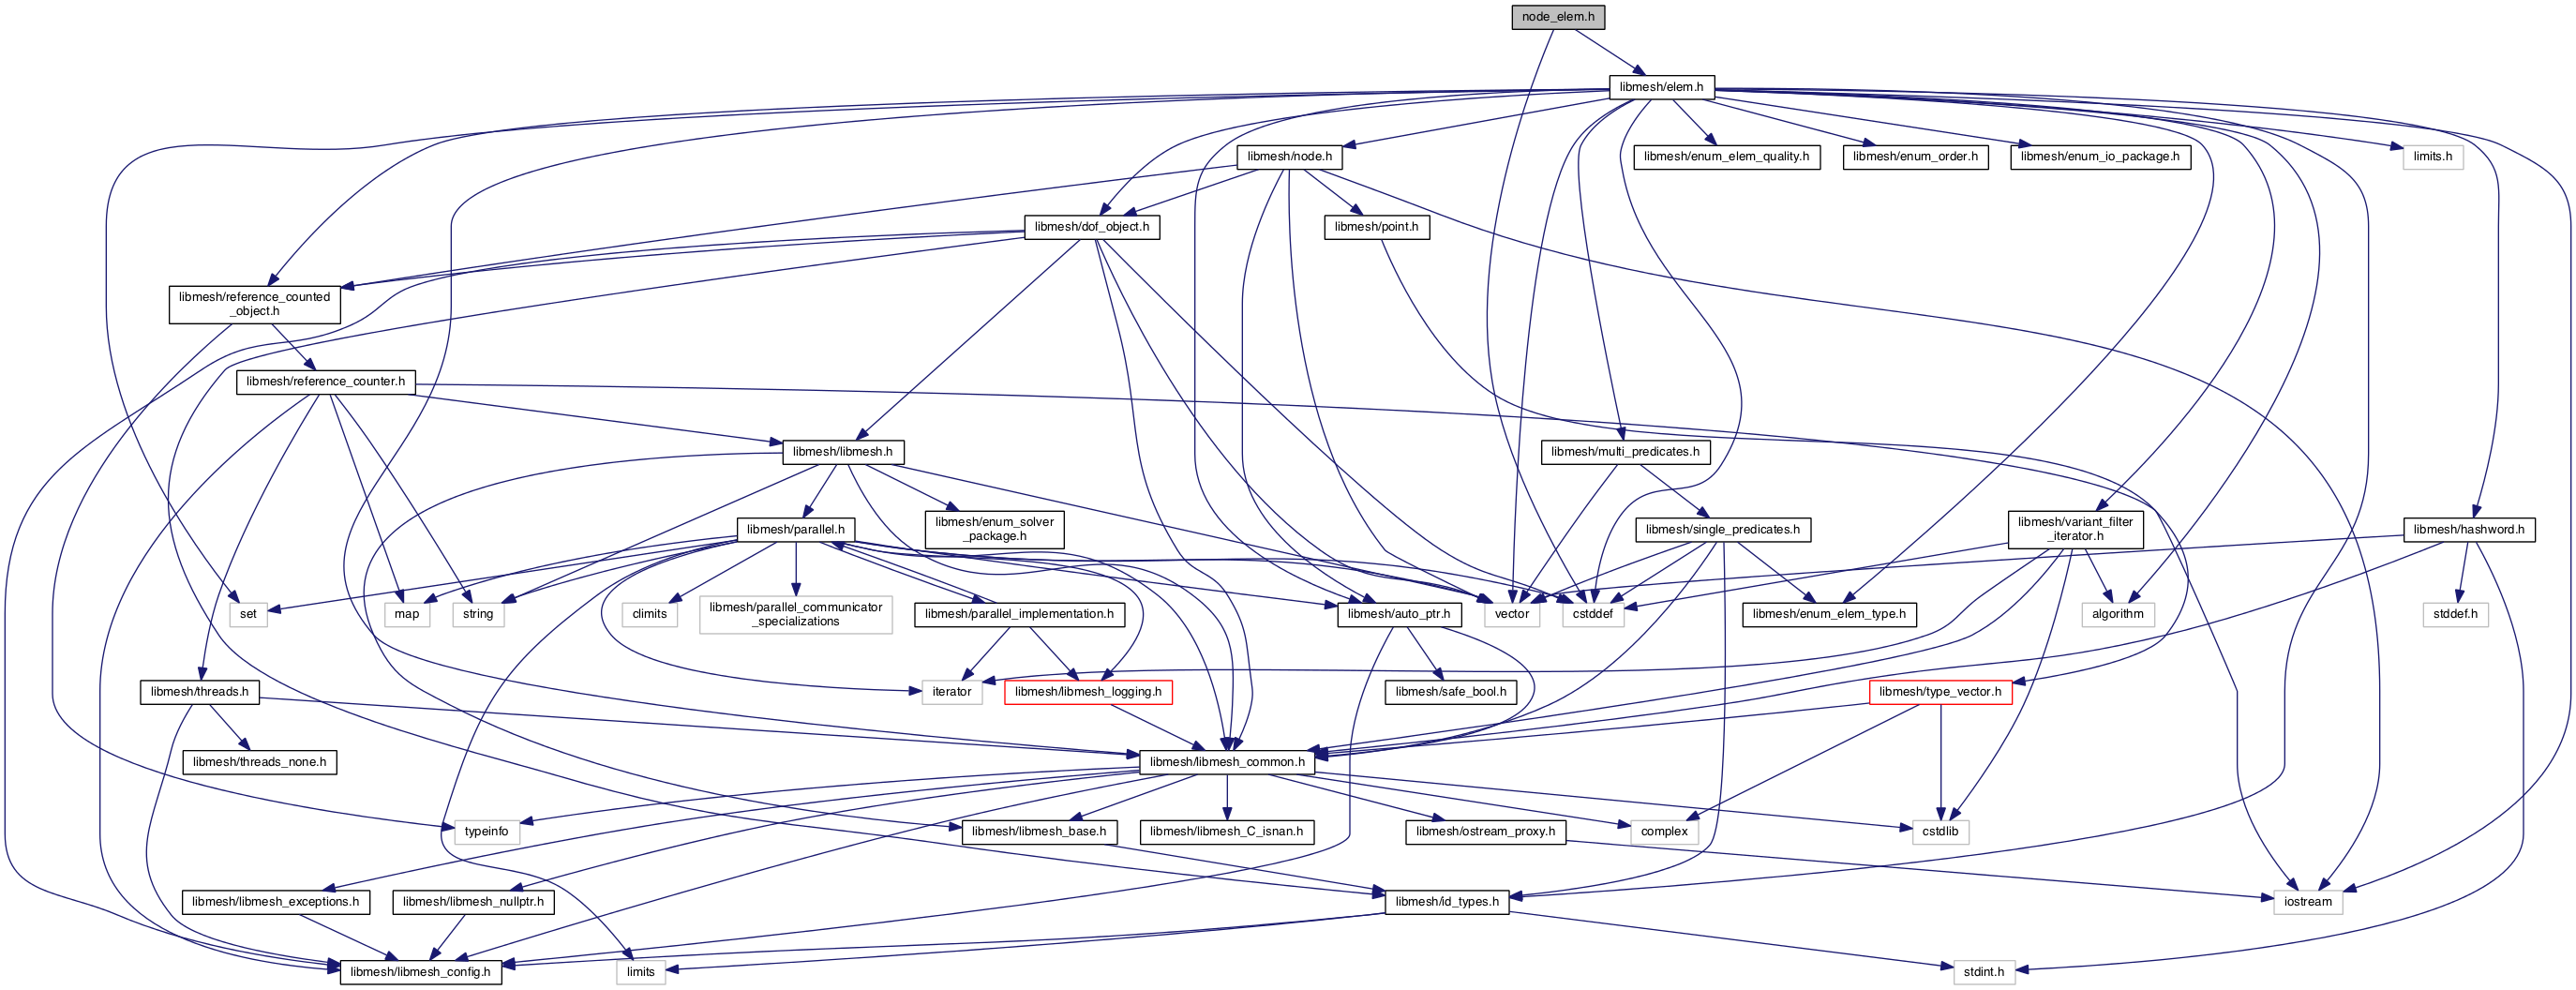 node_elem.h
libmesh/elem.h
libmesh/node.h
libmesh/enum_elem_quality.h
libmesh/enum_order.h
libmesh/enum_io_package.h
limits.h
libmesh/dof_object.h
libmesh/point.h
libmesh/reference_counted
_object.h
libmesh/reference_counter.h
libmesh/libmesh.h
libmesh/multi_predicates.h
libmesh/parallel.h
libmesh/enum_solver
_package.h
libmesh/single_predicates.h
libmesh/variant_filter
_iterator.h
libmesh/hashword.h
set
map
string
climits
libmesh/parallel_communicator
_specializations
libmesh/parallel_implementation.h
libmesh/auto_ptr.h
vector
cstddef
libmesh/enum_elem_type.h
algorithm
stddef.h
libmesh/threads.h
iterator
libmesh/libmesh_logging.h
libmesh/safe_bool.h
libmesh/type_vector.h
libmesh/threads_none.h
libmesh/libmesh_common.h
typeinfo
libmesh/libmesh_base.h
libmesh/libmesh_C_isnan.h
libmesh/ostream_proxy.h
complex
cstdlib
libmesh/libmesh_exceptions.h
libmesh/libmesh_nullptr.h
libmesh/id_types.h
iostream
libmesh/libmesh_config.h
limits
stdint.h